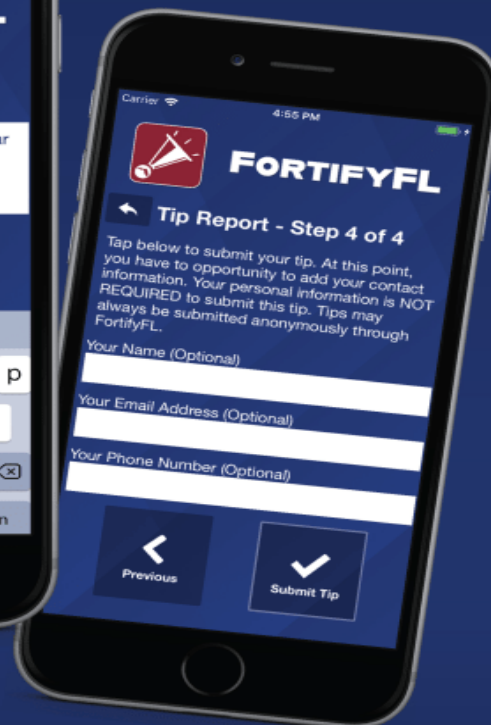 Carrier
4:55 PM
FORTIFYFL
Tip Report - Step 4 of 4
Tap below to submit your tip. At this point,
you have to opportunity to add your contact
information. Your personal information is NOT
REQUIRED to submit this tip. Tips may
always be submitted anonymously through
FortifyFL.
Your Name (Optional)
Your Email Address (Optional)
Your Phone Number (Optional)
Previous
Submit Tip
p